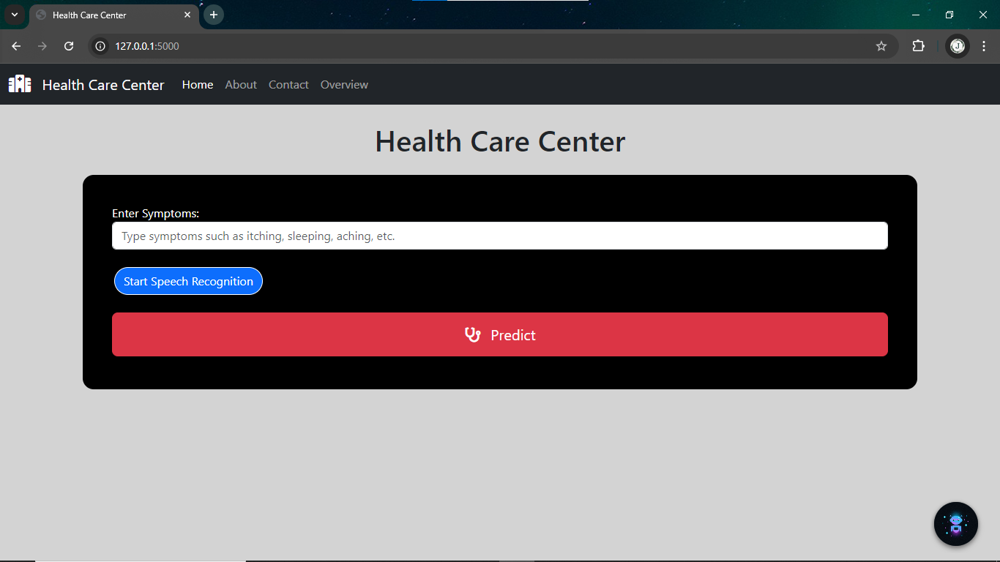 Health Care Center
127.0.0.1:5000
J
Health Care Center Home About Contact Overview
Health Care Center
Enter Symptoms:
Type symptoms such as itching, sleeping, aching, etc.
Start Speech Recognition
Predict